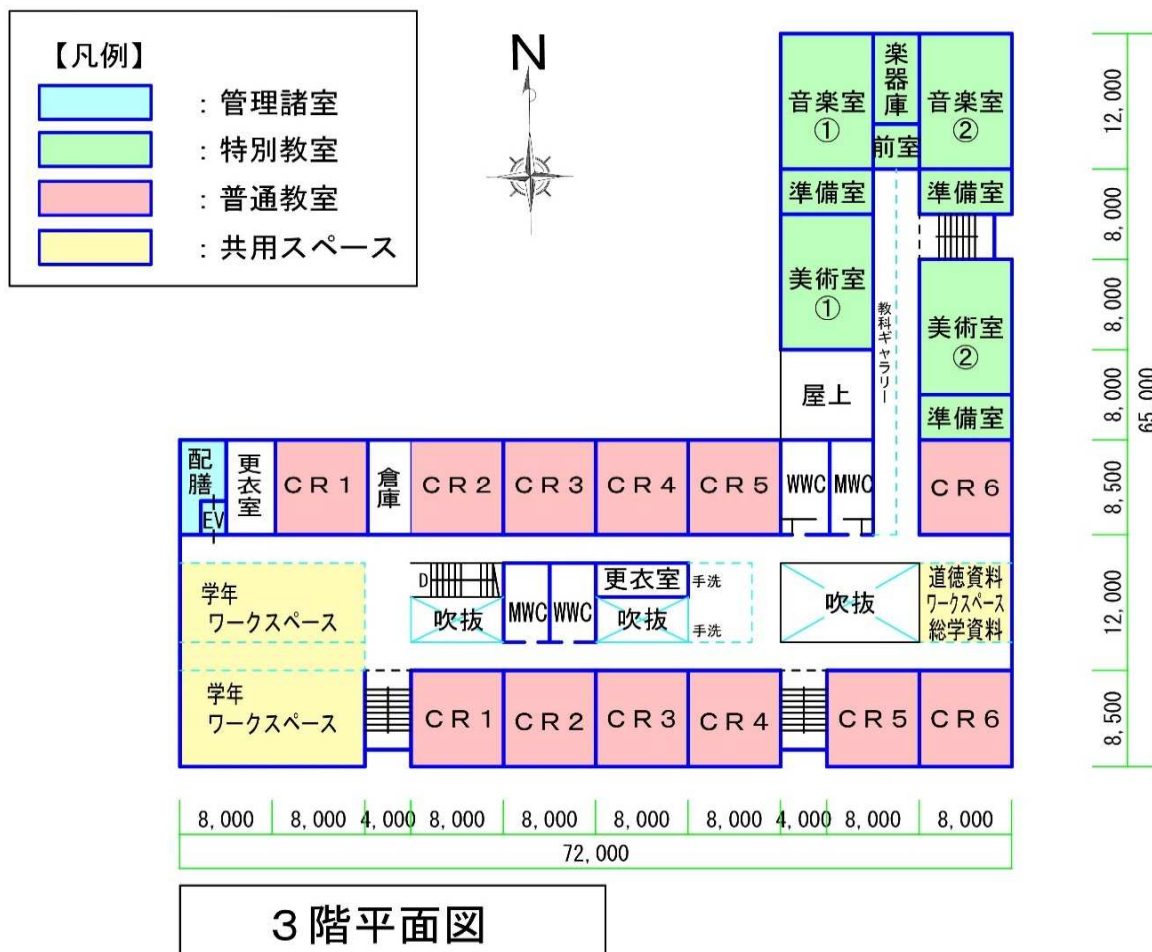 【凡例】
：管理諸室
：特別教室
：普通教室
：共用スペース
N
音楽室
①
楽器庫
前室
音楽室
②
準備室
準備室
美術室
①
教科ギャラリー
美術室
②
屋上
準備室
配膳
EV
更衣室
CR1
倉庫
CR2
CR3
CR4
CR5
WWC
MWC
CR6
学年
ワークスペース
D
吹抜
MWC
WWC
更衣室
吹抜
手洗
手洗
吹抜
道徳資料
ワークスペース
総学資料
学年
ワークスペース
CR1
CR2
CR3
CR4
CR5
CR6
12,000
8,000
8,000
8,000
8,500
12,000
8,500
65,000
8,000
8,000
4,000
8,000
8,000
8,000
8,000
4,000
8,000
8,000
72,000
3階平面図